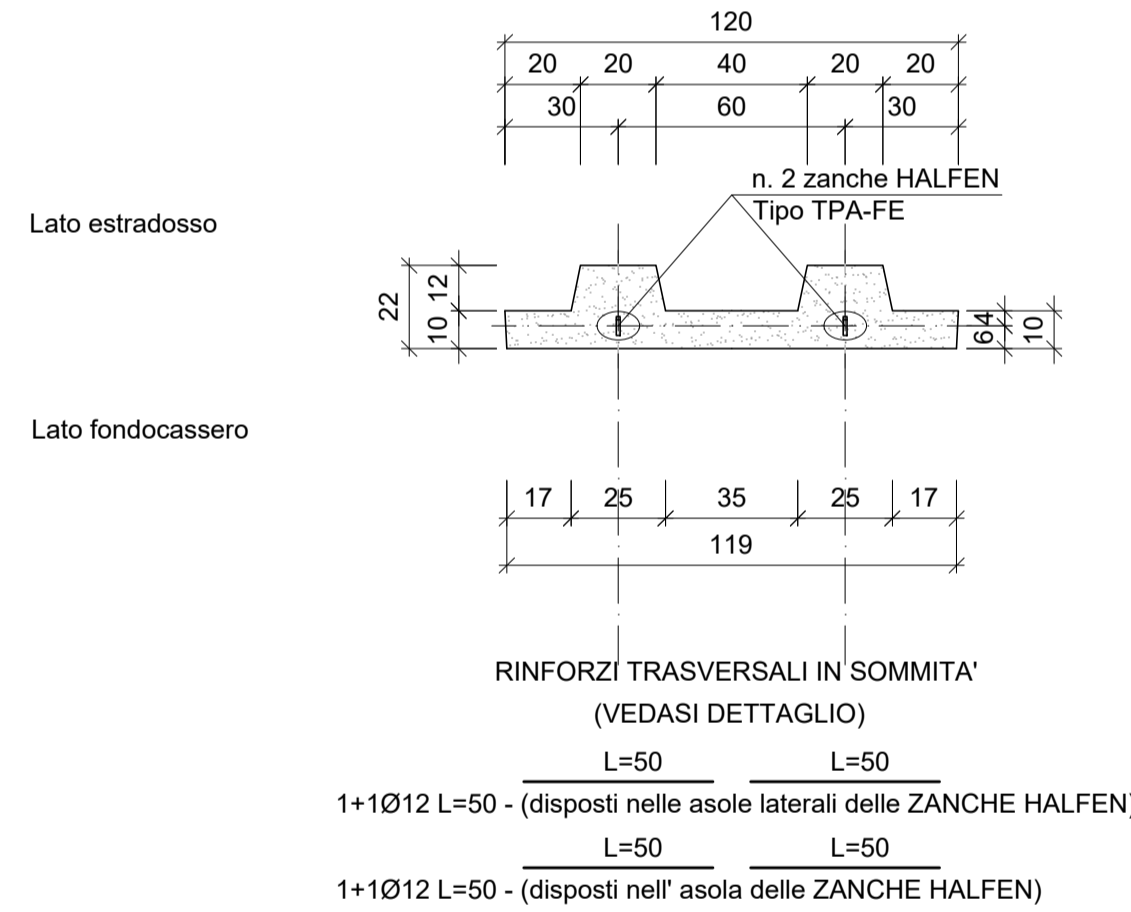 120
20 20 40 20 20
30 60 30
n. 2 zanche HALFEN
Tipo TPA-FE
Lato estradosso
22
12
10
4
6
10
Lato fondocassero
17 25 35 25 17
119
RINFORZI TRASVERSALI IN SOMMITA'
(VEDASI DETTAGLIO)
L=50 L=50
1+1Ø12 L=50 - (disposti nelle asole laterali delle ZANCHE HALFEN)
L=50 L=50
1+1Ø12 L=50 - (disposti nell' asola delle ZANCHE HALFEN)